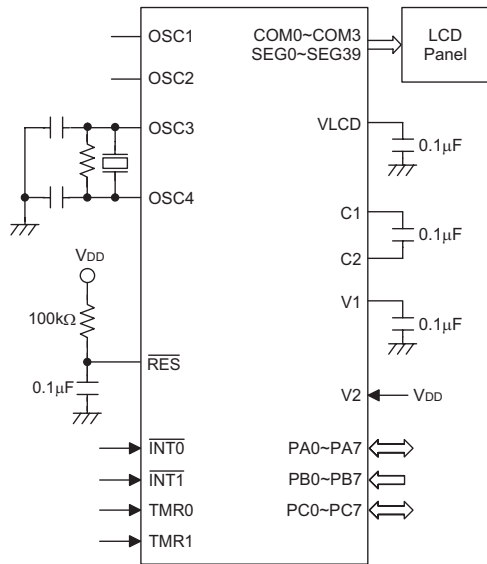 OSC1
OSC2
OSC3
OSC4
VDD
100kΩ
RES
0.1μF
INT0
INT1
TMR0
TMR1
COM0~COM3
SEG0~SEG39
LCD
Panel
VLCD
0.1μF
C1
0.1μF
C2
V1
0.1μF
V2
VDD
PA0~PA7
PB0~PB7
PC0~PC7